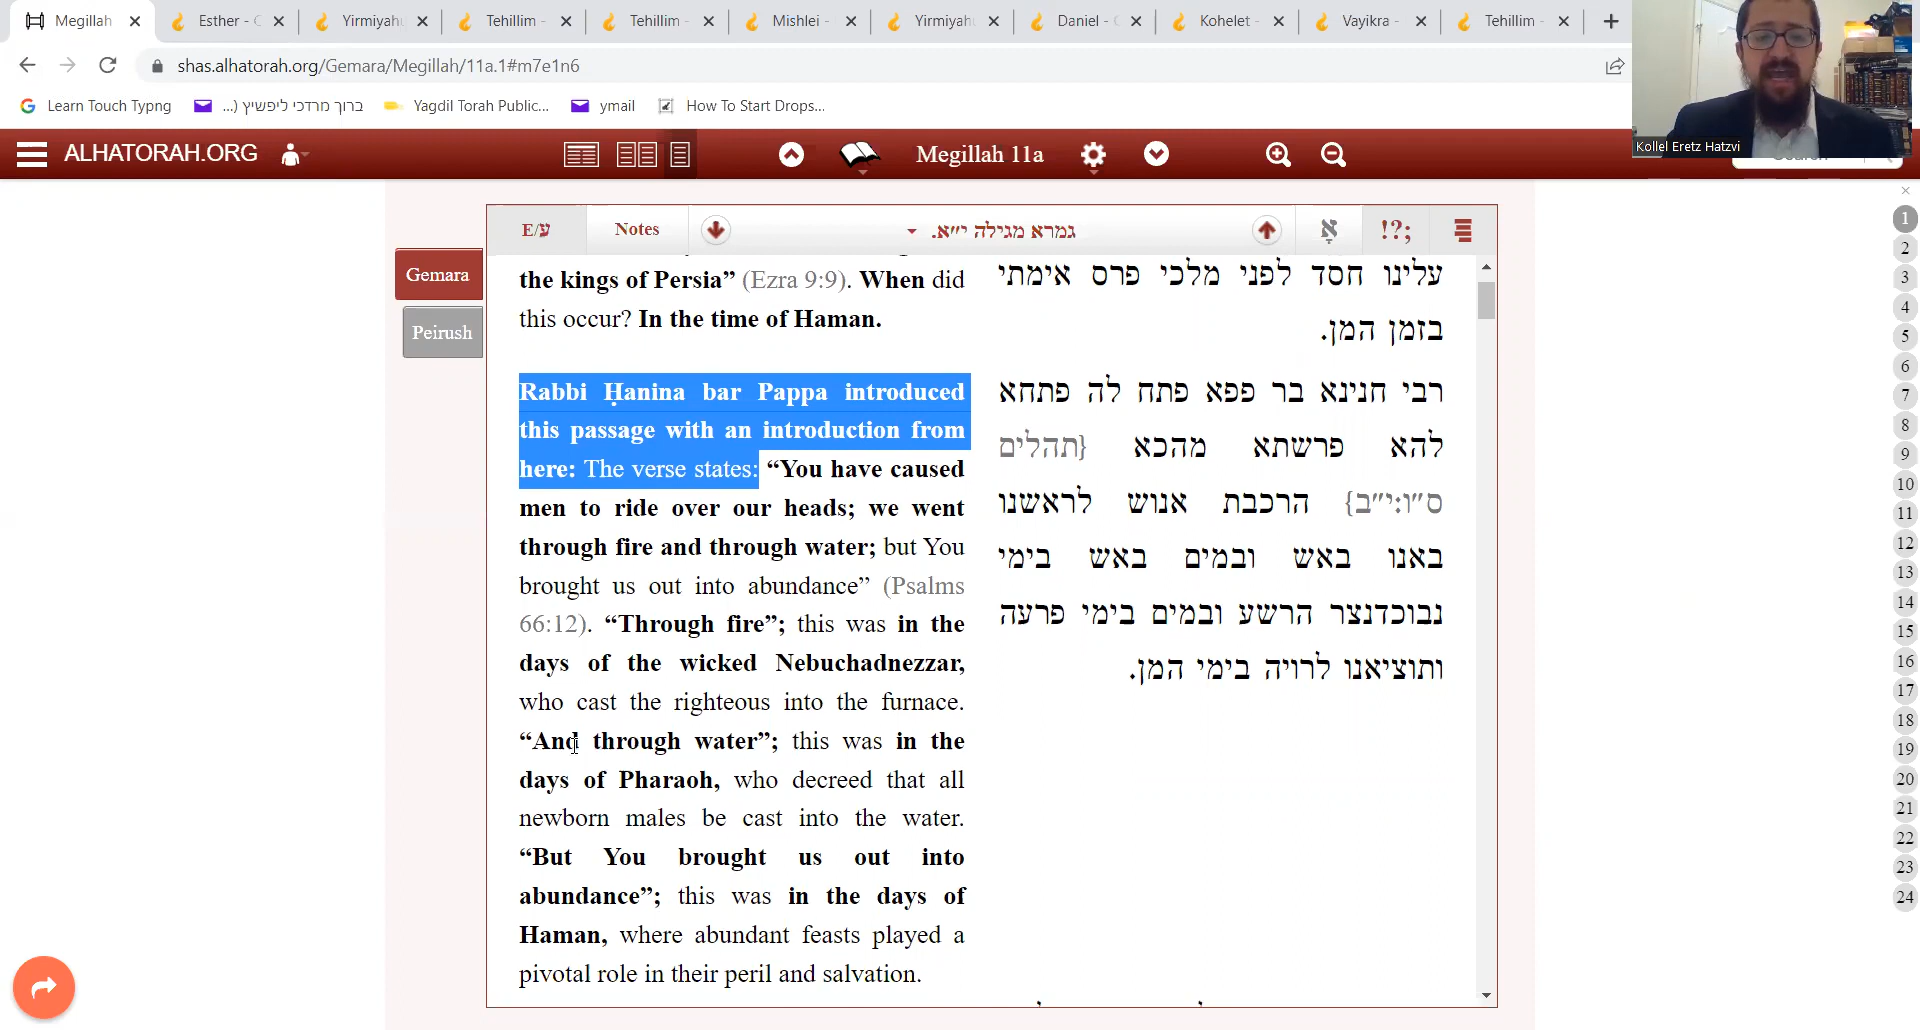 Megillah
Esther - G
Yirmiyahu
Tehillim -
Tehillim -
Mishlei -
Yirmiyahu
Daniel - G
Kohelet -
Vayikra -
Tehillim -
shas.alhatorah.org/Gemara/Megillah/11a.1#m7e1n6
Learn Touch Typng
ברוך מרדכי ליפשיץ (...
Yagdil Torah Public...
ymail
How To Start Drops...
Kollel Eretz Hatzvi
ALHATORAH.ORG
Megillah 11a
E/ע
Notes
גמרא מגילה י״א.
אָ
!?;
Gemara
Peirush
the kings of Persia” (Ezra 9:9). When did
this occur? In the time of Haman.
Rabbi Ḥanina bar Pappa introduced
this passage with an introduction from
here: The verse states: “You have caused
men to ride over our heads; we went
through fire and through water; but You
brought us out into abundance” (Psalms
66:12). “Through fire”; this was in the
days of the wicked Nebuchadnezzar,
who cast the righteous into the furnace.
“And through water”; this was in the
days of Pharaoh, who decreed that all
newborn males be cast into the water.
“But You brought us out into
abundance”; this was in the days of
Haman, where abundant feasts played a
pivotal role in their peril and salvation.
עלינו חסד לפני מלכי פרס אימתי
בזמן המן.
רבי חנינא בר פפא פתח לה פתחא
להא פרשתא מהכא {תהלים
ס״ו:י״ב} הרכבת אנוש לראשנו
באנו באש ובמים באש בימי
נבוכדנצר הרשע ובמים בימי פרעה
ותוציאנו לרויה בימי המן.
1
2
3
4
5
6
7
8
9
10
11
12
13
14
15
16
17
18
19
20
21
22
23
24